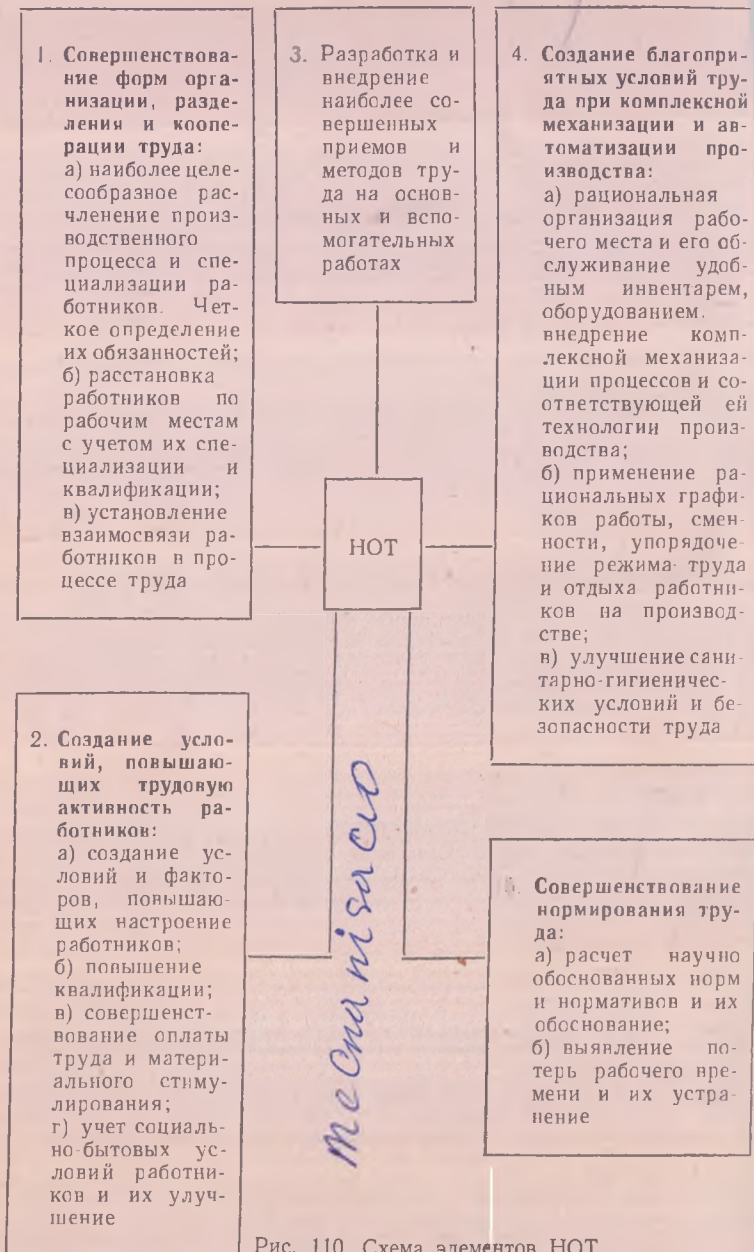 1. Совершенствова-
ние форм орга-
низации, разде-
ления и коопе-
рации труда:
а) наиболее целе-
сообразное рас-
членение произ-
водственного
процесса и спе-
циализации ра-
ботников. Чет-
кое определение
их обязанностей;
б) расстановка
работников по
рабочим местам
с учетом их спе-
циализации и
квалификации;
в) установление
взаимосвязи ра-
ботников в про-
цессе труда
2. Создание усло-
вий, повышаю-
щих трудовую
активность ра-
ботников:
а) создание ус-
ловий и факто-
ров, повышаю-
щих настроение
работников;
б) повышение
квалификации;
в) совершенст-
вование оплаты
труда и матери-
ального стиму-
лирования;
г) учет социаль-
но-бытовых ус-
ловий работни-
ков и их улуч-
шение
3. Разработка и
внедрение
наиболее со-
вершенных
приемов и
методов тру-
да на основ-
ных и вспо-
могательных
работах
НОТ
4. Создание благопри-
ятных условий тру-
да при комплексной
механизации и ав-
томатизации про-
изводства:
а) рациональная
организация рабо-
чего места и его об-
служивание удоб-
ным инвентарем,
оборудованием.
внедрение комп-
лексной механиза-
ции процессов и со-
ответствующей ей
технологии произ-
водства;
б) применение ра-
циональных графи-
ков работы, смен-
ности, упорядоче-
ние режима труда
и отдыха работни-
ков на производ-
стве;
в) улучшение сани-
тарно-гигиеничес-
ких условий и бе-
зопасности труда
5. Совершенствование
нормирования тру-
да:
а) расчет научно
обоснованных норм
и нормативов и их
обоснование;
б) выявление по-
терь рабочего вре-
мени и их устра-
нение
Рис. 110. Схема элементов НОТ